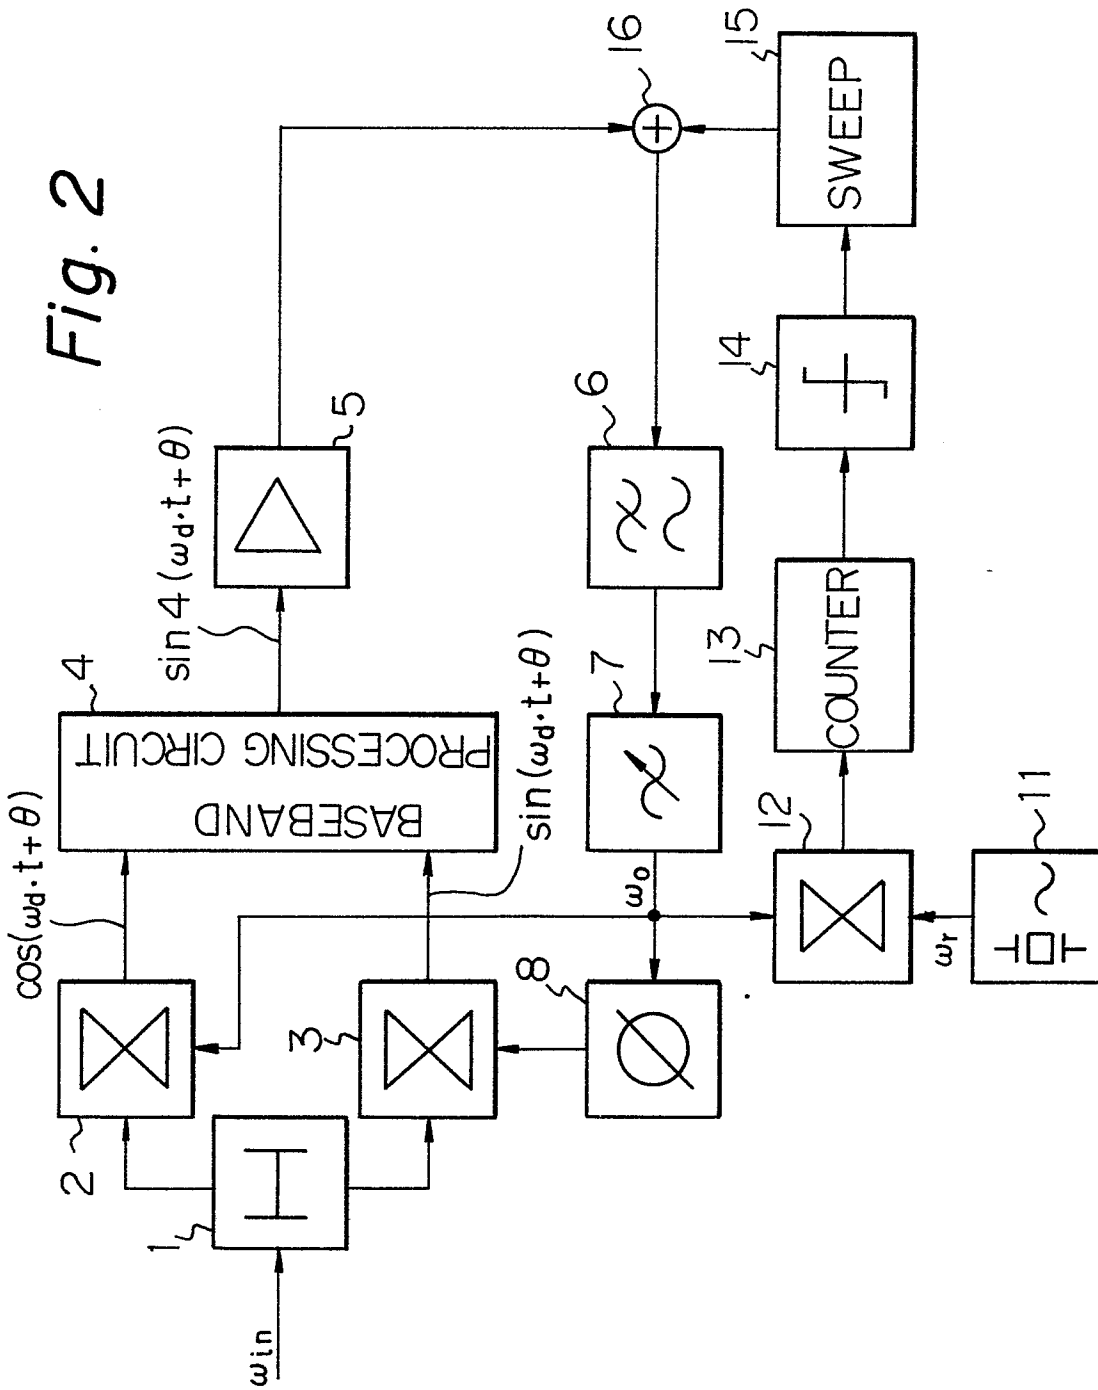 Fig. 2
ωin
1
2
3
cos(ωd·t+θ)
sin(ωd·t+θ)
4
BASEBAND
PROCESSING CIRCUIT
sin 4 (ωd·t+θ)
5
16
6
7
ωo
8
11
ωr
12
13
COUNTER
14
15
SWEEP